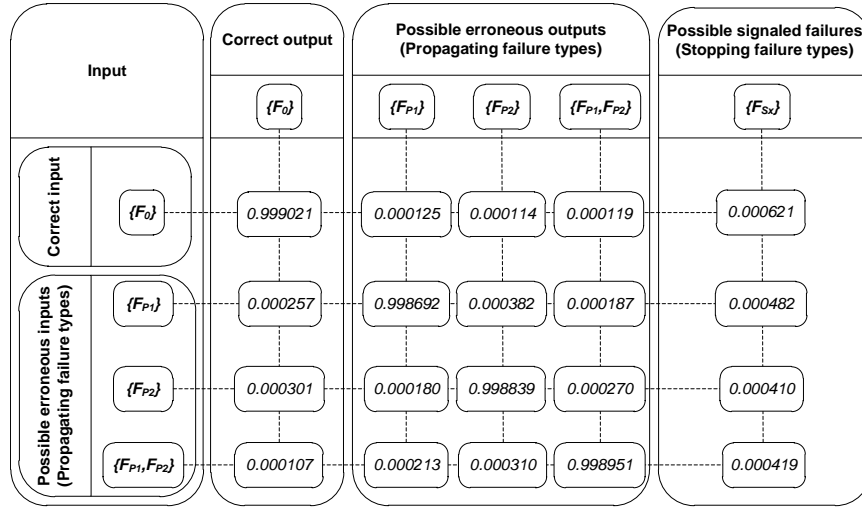 Input
Correct output
Possible erroneous outputs
(Propagating failure types)
Possible signaled failures
(Stopping failure types)
{F0}
{FP1}
{FP2}
{FP1,FP2}
{FSx}
Correct input
{F0}
0.999021
0.000125
0.000114
0.000119
0.000621
Possible erroneous inputs
(Propagating failure types)
{FP1}
0.000257
0.998692
0.000382
0.000187
0.000482
{FP2}
0.000301
0.000180
0.998839
0.000270
0.000410
{FP1,FP2}
0.000107
0.000213
0.000310
0.998951
0.000419